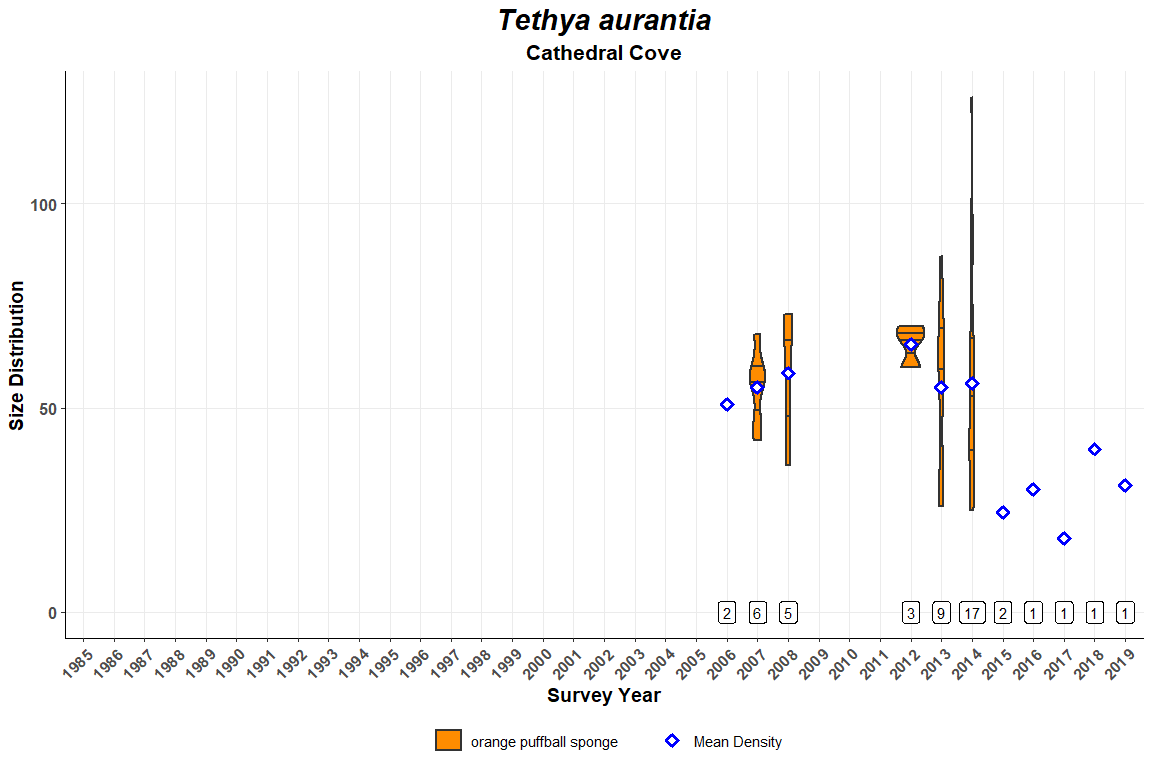 Tethya aurantia
Cathedral Cove
Size Distribution
100
50
0
2 6 5 3 9 17 2 1 1 1 1
1985 1986 1987 1988 1989 1990 1991 1992 1993 1994 1995 1996 1997 1998 1999 2000 2001 2002 2003 2004 2005 2006 2007 2008 2009 2010 2011 2012 2013 2014 2015 2016 2017 2018 2019
Survey Year
orange puffball sponge Mean Density